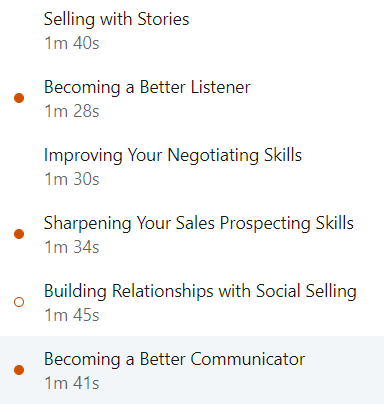 Selling with Stories
1m 40s
Becoming a Better Listener
1m 28s
Improving Your Negotiating Skills
1m 30s
Sharpening Your Sales Prospecting Skills
1m 34s
Building Relationships with Social Selling
1m 45s
Becoming a Better Communicator
1m 41s